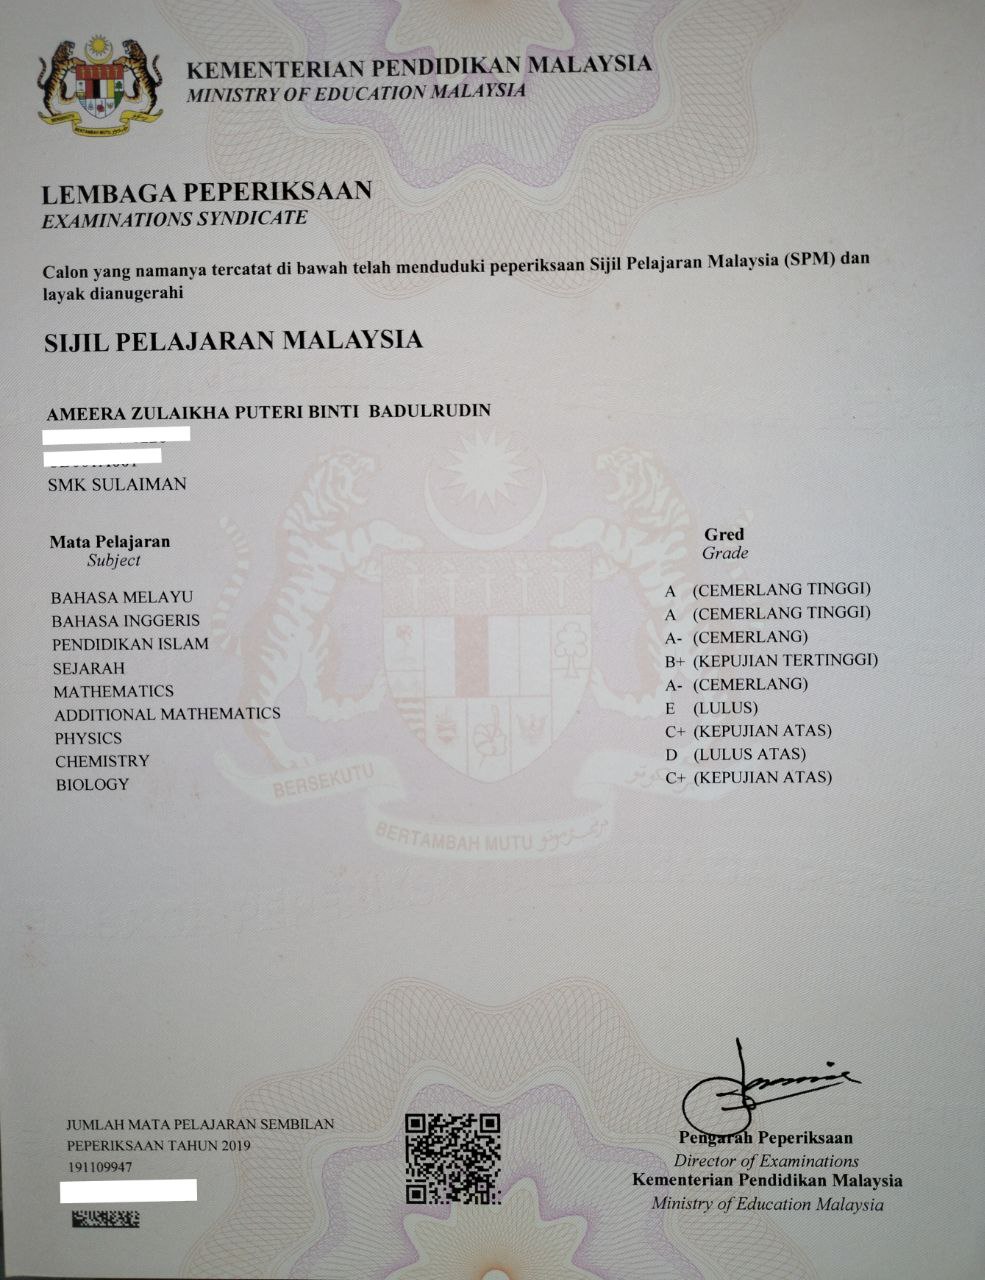 KEMENTERIAN PENDIDIKAN MALAYSIA
MINISTRY OF EDUCATION MALAYSIA
BERSEKUTU BERTAMBAH MUTU
LEMBAGA PEPERIKSAAN
EXAMINATIONS SYNDICATE
Calon yang namanya tercatat di bawah telah menduduki peperiksaan Sijil Pelajaran Malaysia (SPM) dan
layak dianugerahi
SIJIL PELAJARAN MALAYSIA
AMEERA ZULAIKHA PUTERI BINTI BADULRUDIN
SMK SULAIMAN
Mata Pelajaran Gred
Subject Grade
BAHASA MELAYU A (CEMERLANG TINGGI)
BAHASA INGGERIS A (CEMERLANG TINGGI)
PENDIDIKAN ISLAM A- (CEMERLANG)
SEJARAH B+ (KEPUJIAN TERTINGGI)
MATHEMATICS A- (CEMERLANG)
ADDITIONAL MATHEMATICS E (LULUS)
PHYSICS C+ (KEPUJIAN ATAS)
CHEMISTRY D (LULUS ATAS)
BIOLOGY C+ (KEPUJIAN ATAS)
BERSEKUTU
BERTAMBAH MUTU
JUMLAH MATA PELAJARAN SEMBILAN
PEPERIKSAAN TAHUN 2019
191109947
Pengarah Peperiksaan
Director of Examinations
Kementerian Pendidikan Malaysia
Ministry of Education Malaysia